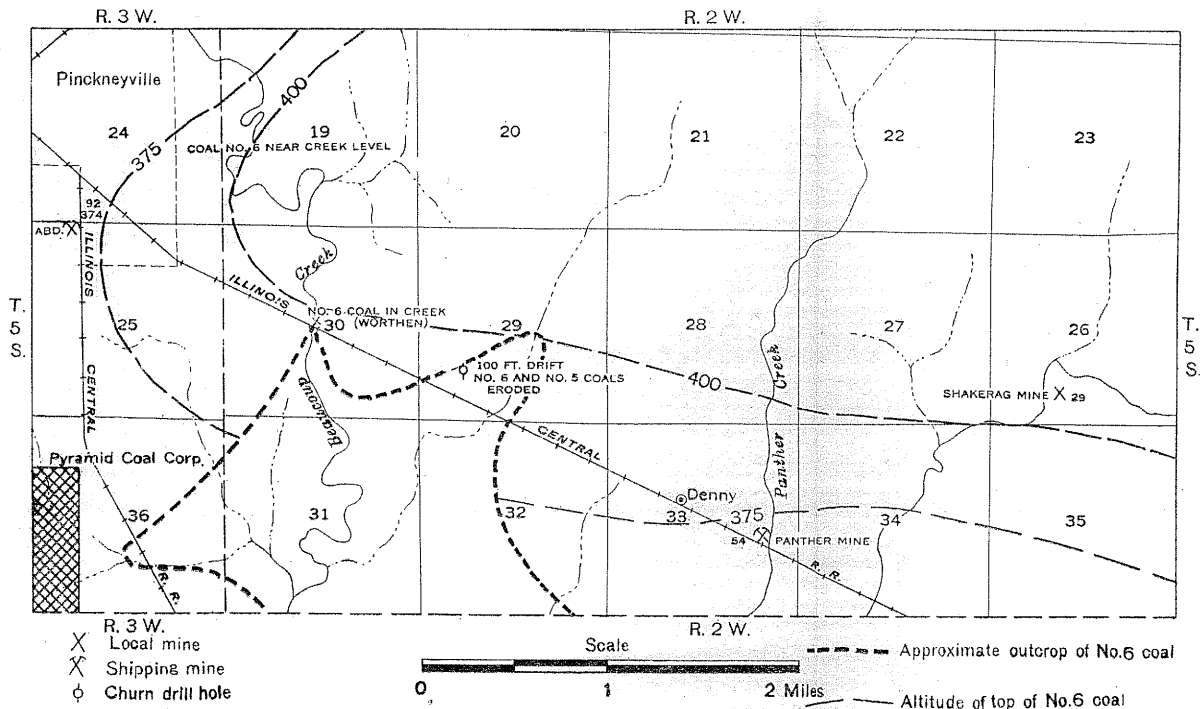 R. 3 W.
R. 2 W.
Pinckneyville
24
19
20
21
22
23
375
400
COAL NO. 6 NEAR CREEK LEVEL
92
374
ABD.
ILLINOIS
CENTRAL
T.
5
S.
25
Creek
ILLINOIS
NO. 6 COAL IN CREEK
30 (WORTHEN)
29
28
27
26
T.
5
S.
100 FT. DRIFT
NO. 6 AND NO. 5 COALS
ERODED
400
Creek
SHAKERAG MINE 29
Beaucoup
CENTRAL
Panther
Pyramid Coal Corp.
Denny
36
31
32
33
375
34
35
54
PANTHER MINE
R. R.
R. R.
R. 3 W.
R. 2 W.
Local mine
Shipping mine
Churn drill hole
Scale
0 1 2 Miles
Approximate outcrop of No. 6 coal
Altitude of top of No. 6 coal